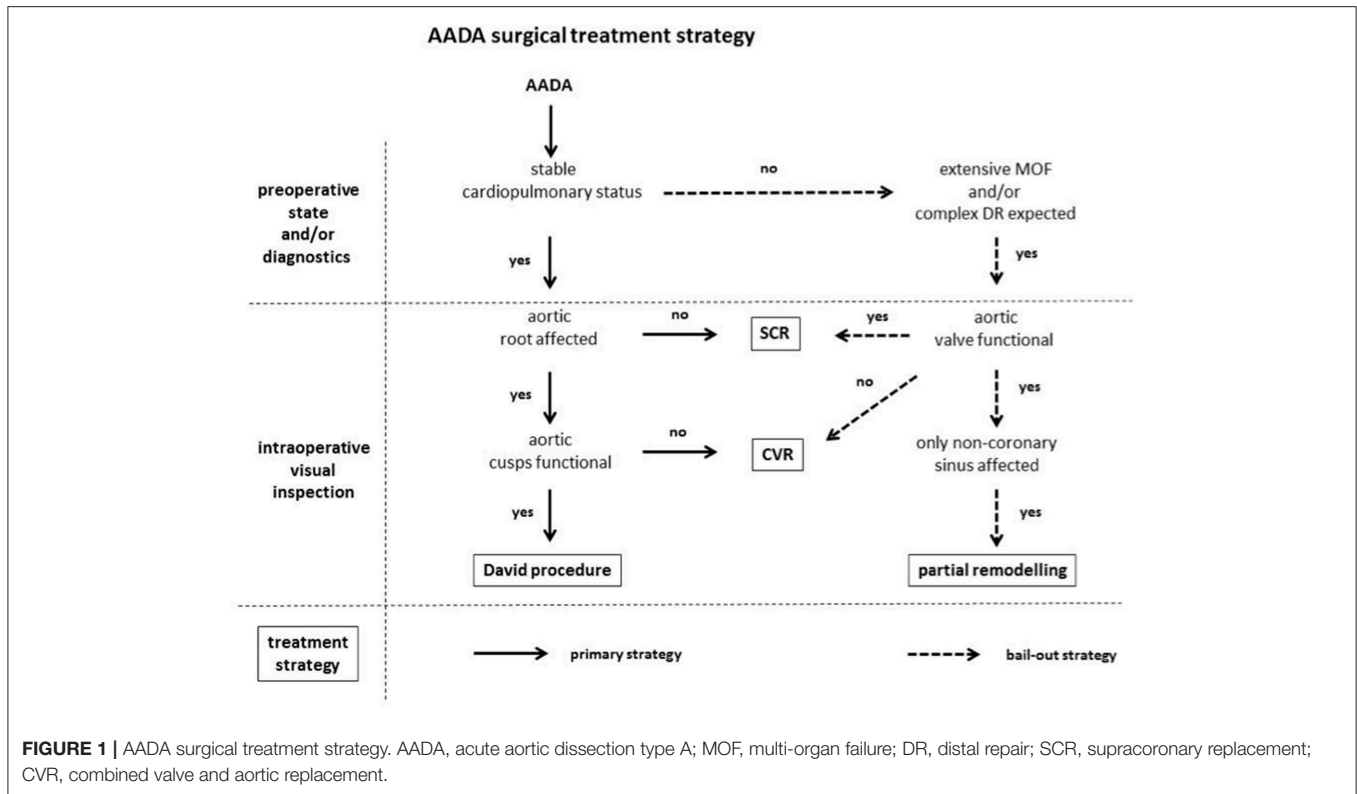 AADA surgical treatment strategy
AADA
preoperative
state
and/or
diagnostics
stable
cardiopulmonary status
no
extensive MOF
and/or
complex DR expected
yes
yes
intraoperative
visual
inspection
aortic
root affected
no
SCR
yes
aortic
valve functional
yes
no
yes
aortic
cusps functional
no
CVR
only non-coronary
sinus affected
yes
yes
David procedure
partial remodelling
treatment
strategy
primary strategy
bail-out strategy
FIGURE 1 | AADA surgical treatment strategy. AADA, acute aortic dissection type A; MOF, multi-organ failure; DR, distal repair; SCR, supracoronary replacement;
CVR, combined valve and aortic replacement.